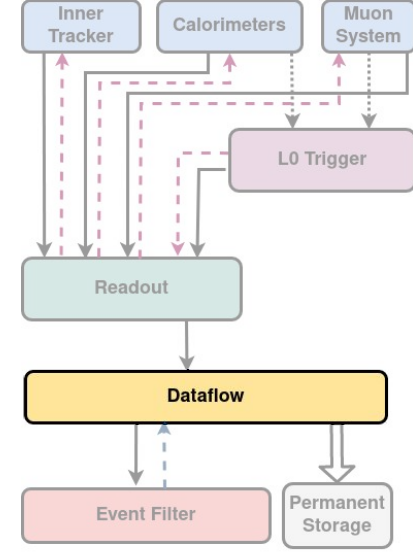 Inner
Tracker
Calorimeters
Muon
System
L0 Trigger
Readout
Dataflow
Event Filter
Permanent
Storage